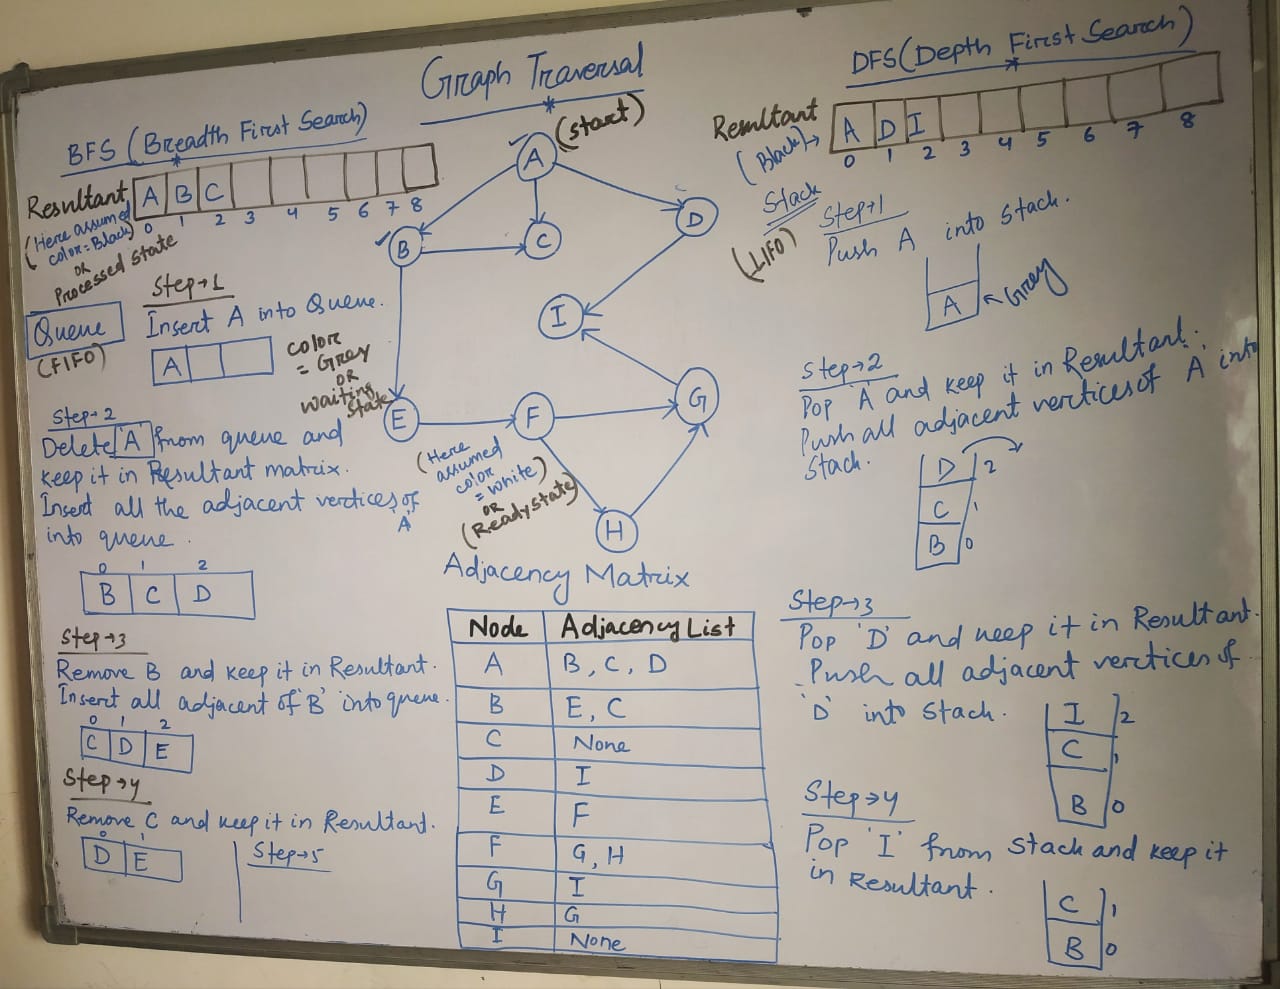 Graph Traversal
BFS (Breadth First Search)
Resultant
A B C
0 1 2 3 4 5 6 7 8
(Here assumed
color = Black)
OR
Processed State
Queue
(FIFO)
Step→1
Insert A into Queue.
A
color
= Grey
OR
waiting
State
Step→2
Delete 'A' from queue and
keep it in Resultant matrix.
Insert all the adjacent vertices of
'A'
into queue.
0 1 2
B C D
Step→3
Remove B and keep it in Resultant.
Insert all adjacent of 'B' into queue.
0 1 2
C D E
Step→4
Remove C and keep it in Resultant.
0 1
D E
Step→5
(start)
A
B
C
D
I
E
F
G
H
(Here
assumed
color
= white)
OR
(Ready State)
Adjacency Matrix
Node Adjacency List
A B, C, D
B E, C
C None
D I
E F
F G, H
G I
H G
I None
DFS (Depth First Search)
Resultant
(Black)→
A D I
0 1 2 3 4 5 6 7 8
Stack
(LIFO)
Step→1
Push A into Stack.
A
Grey
Step→2
Pop 'A' and keep it in Resultant.
Push all adjacent vertices of 'A' into
Stack.
D 2
C 1
B 0
Step→3
Pop 'D' and keep it in Resultant.
Push all adjacent vertices of
'D' into Stack.
I 2
C 1
B 0
Step→4
Pop 'I' from stack and keep it
in Resultant.
C 1
B 0